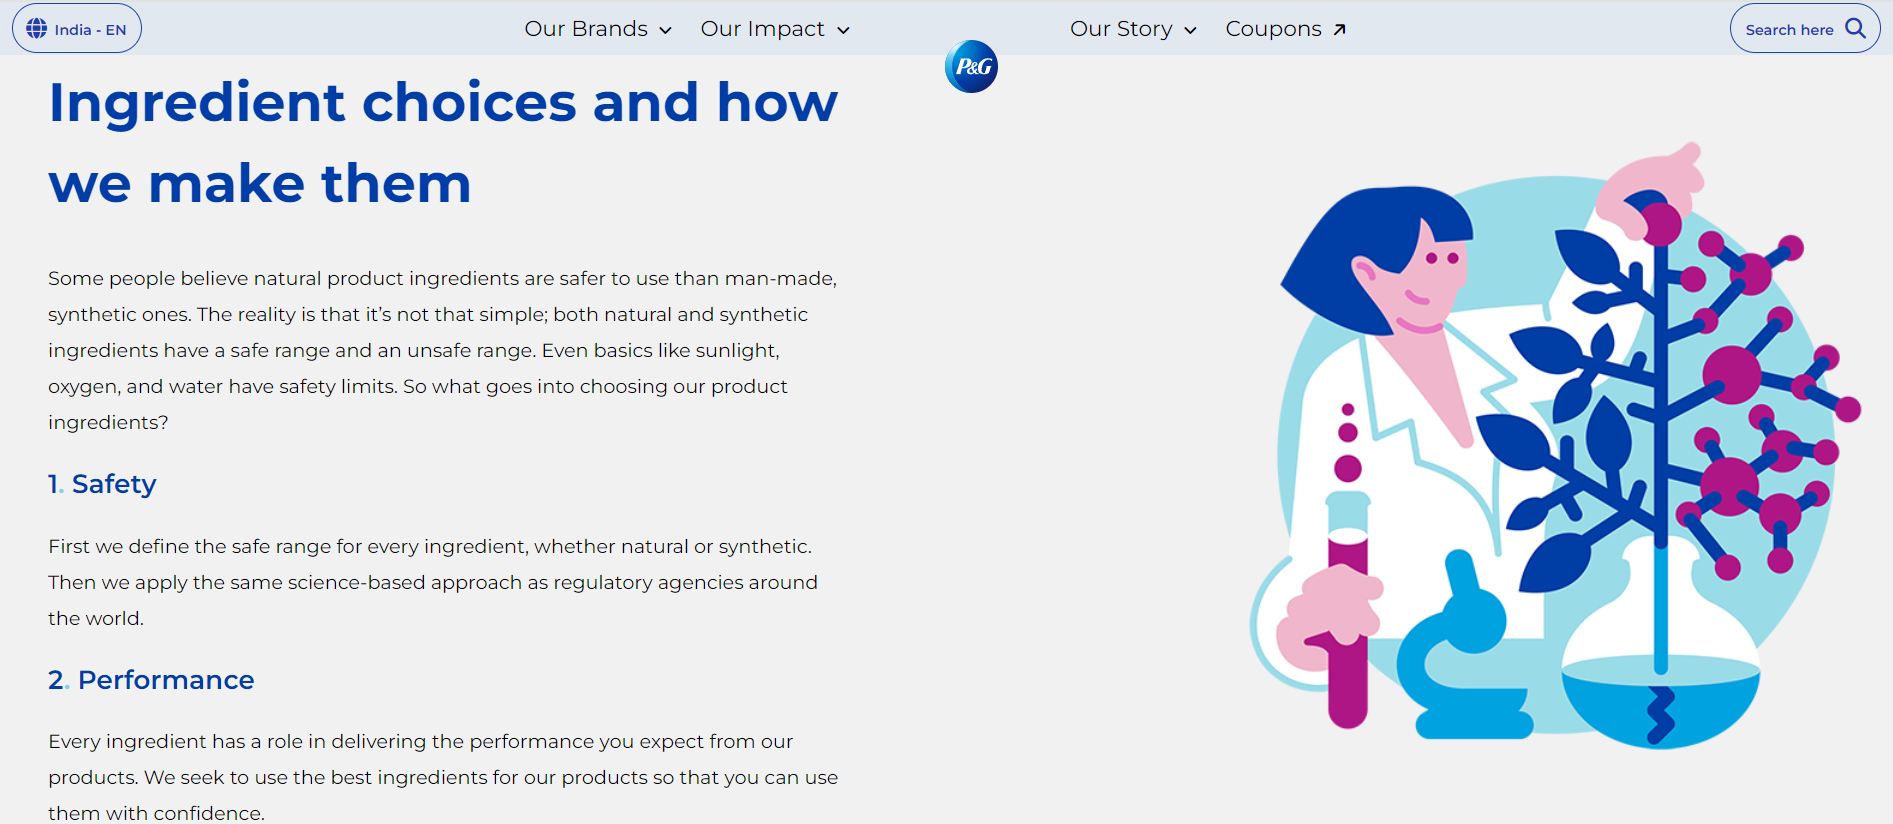 India - EN
Our Brands
Our Impact
P&G
Our Story
Coupons
Search here
Ingredient choices and how
we make them
Some people believe natural product ingredients are safer to use than man-made,
synthetic ones. The reality is that it’s not that simple; both natural and synthetic
ingredients have a safe range and an unsafe range. Even basics like sunlight,
oxygen, and water have safety limits. So what goes into choosing our product
ingredients?
1. Safety
First we define the safe range for every ingredient, whether natural or synthetic.
Then we apply the same science-based approach as regulatory agencies around
the world.
2. Performance
Every ingredient has a role in delivering the performance you expect from our
products. We seek to use the best ingredients for our products so that you can use
them with confidence.